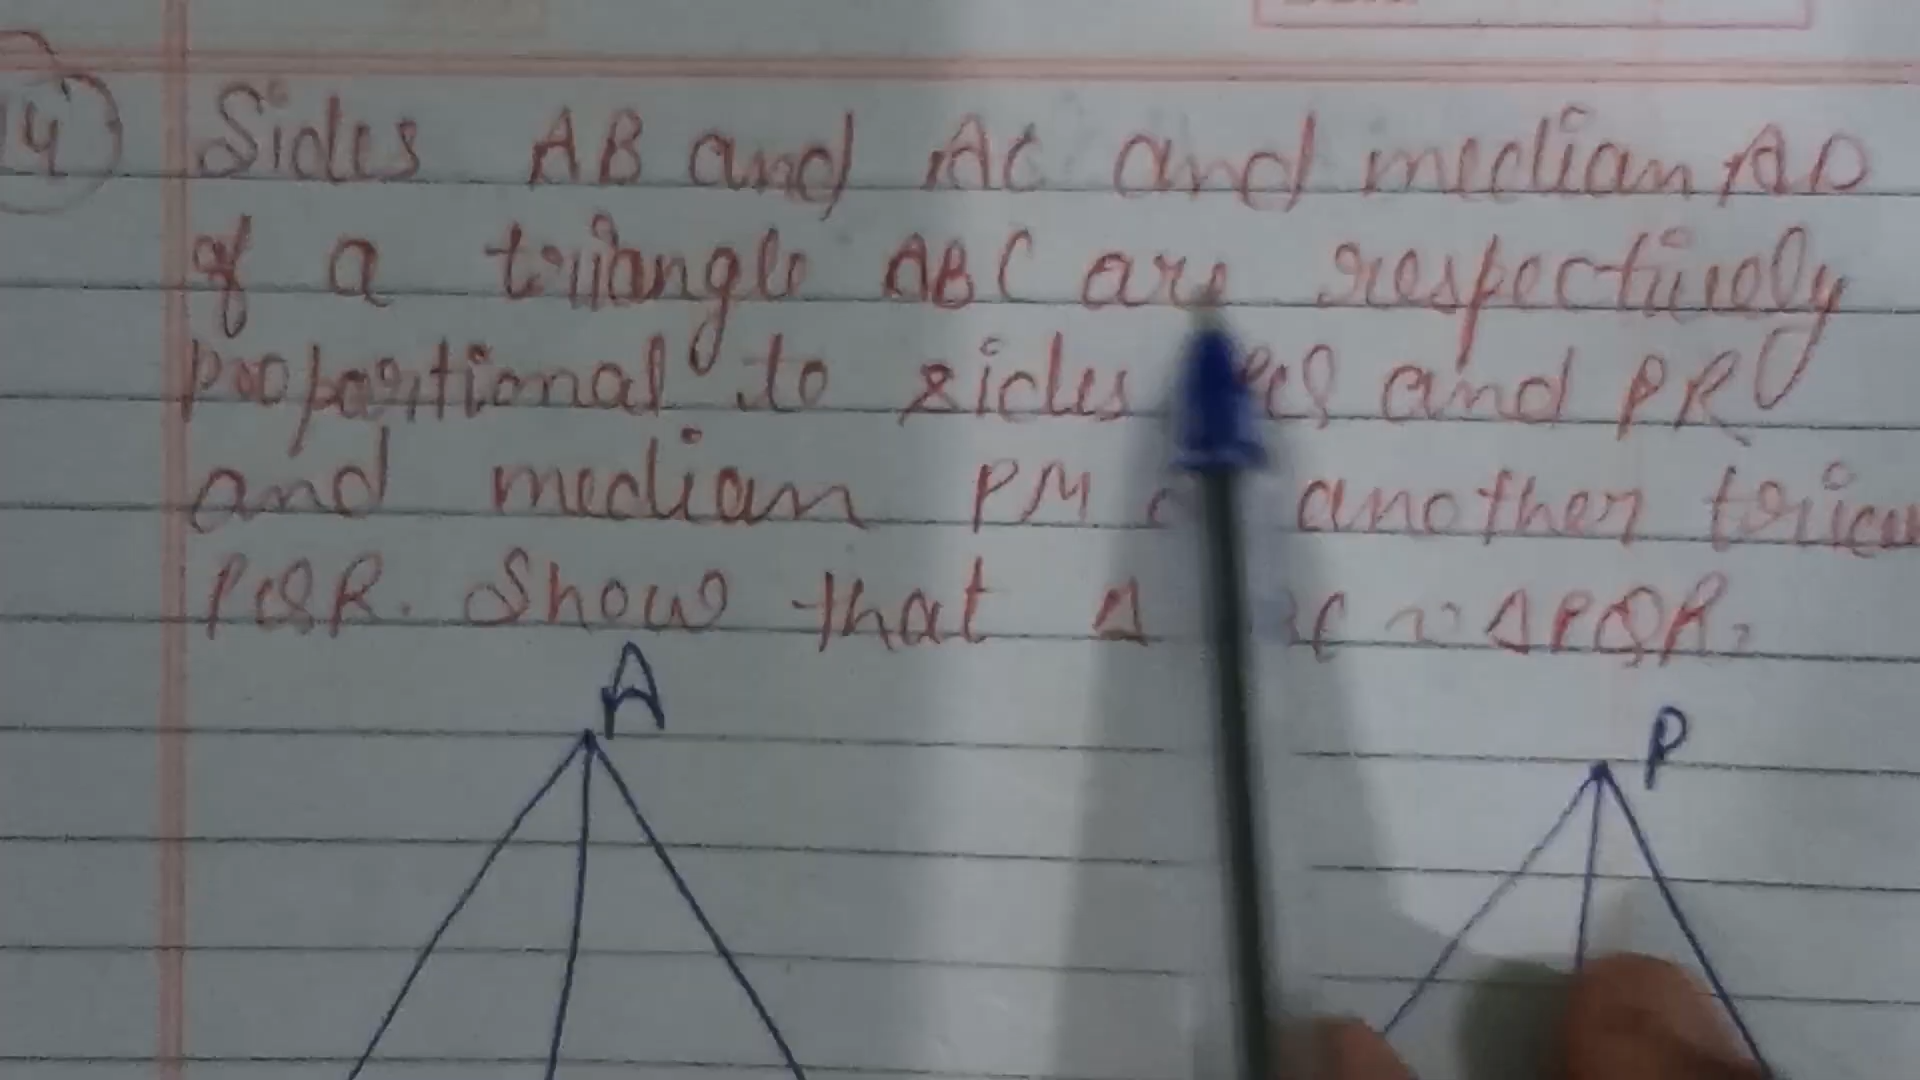 14
Sides AB and AC and median AD
of a triangle ABC are respectively
proportional to sides and PR
and median PM another
PQR. Show that Δ ~ ΔPQR.
A
P